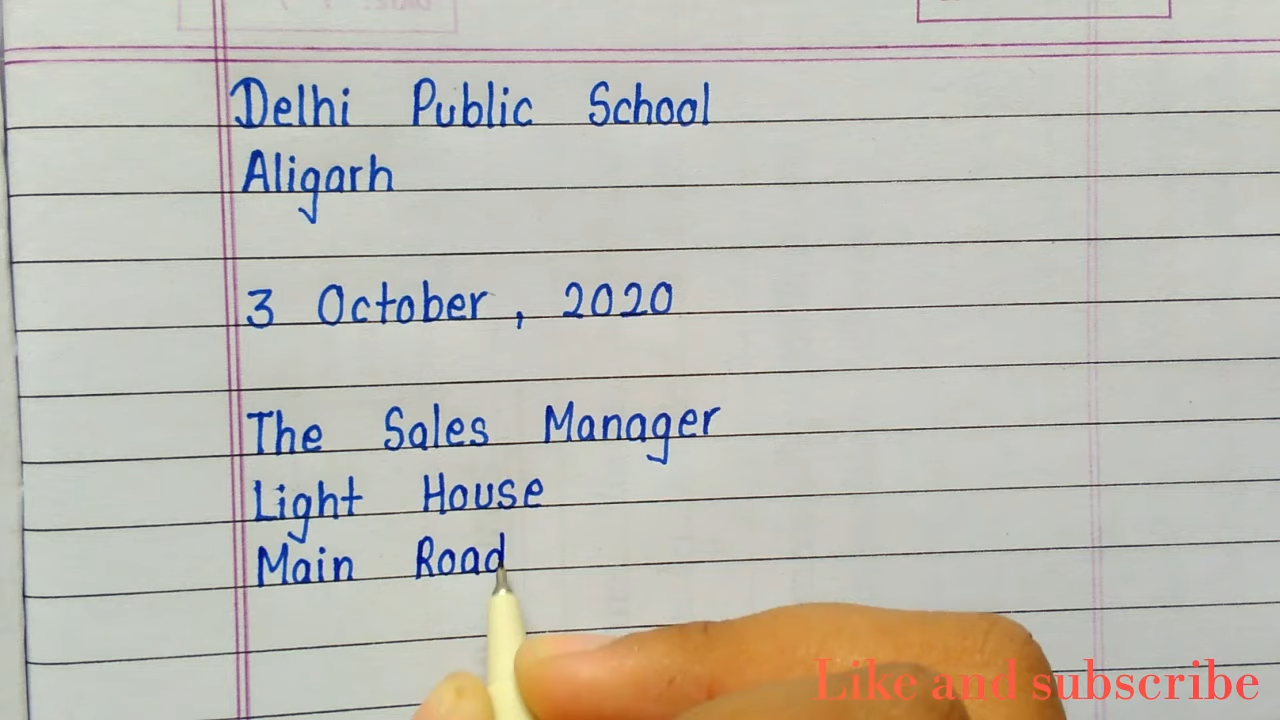 Delhi Public School
Aligarh
3 October, 2020
The Sales Manager
Light House
Main Road
Like and subscribe